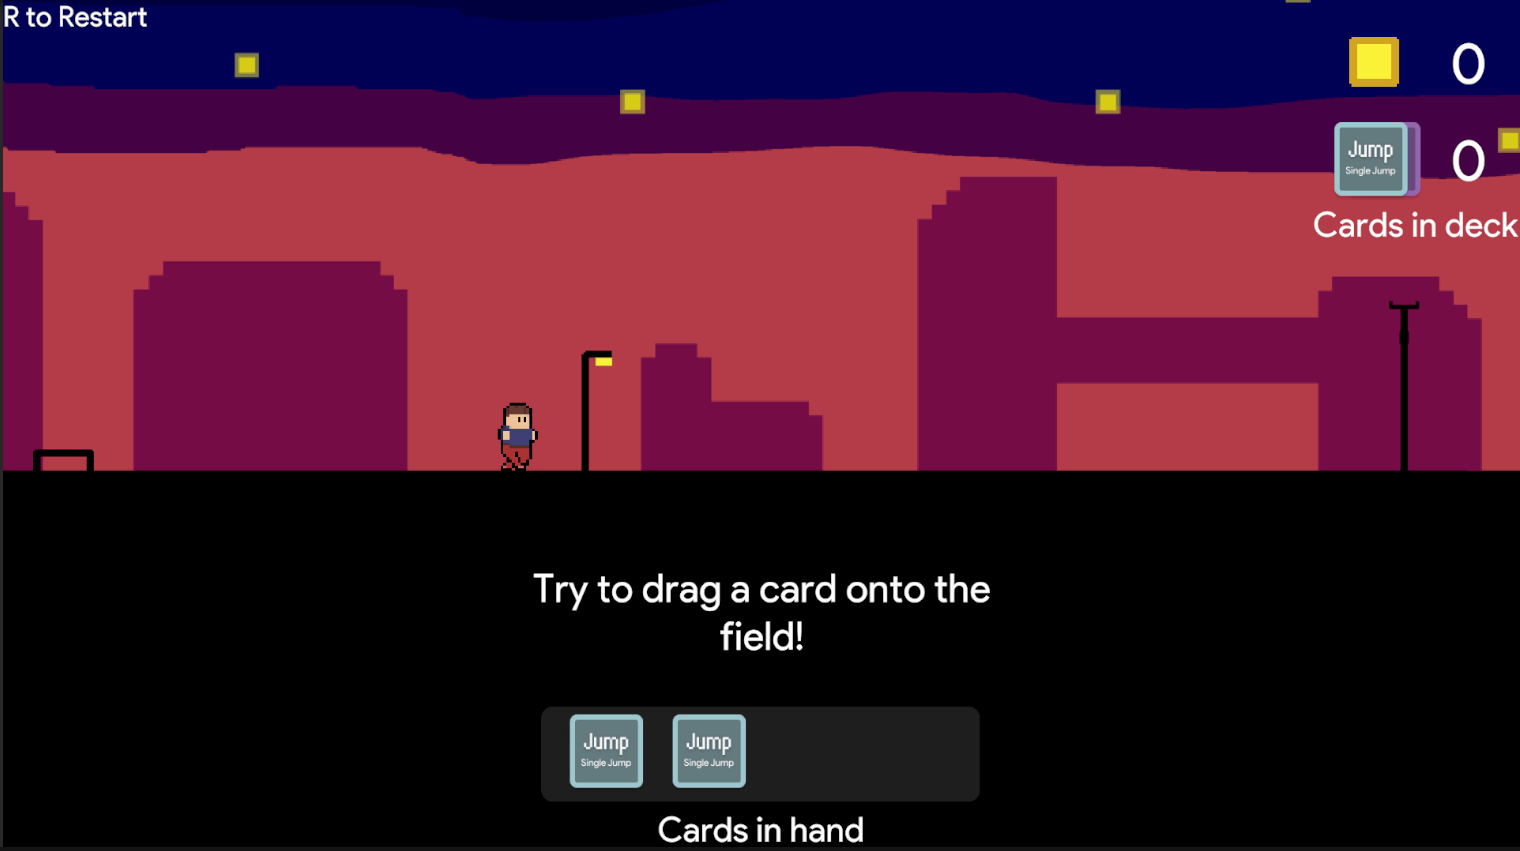 R to Restart
0
Jump
Single Jump
0
Cards in deck
Try to drag a card onto the
field!
Jump
Single Jump
Jump
Single Jump
Cards in hand